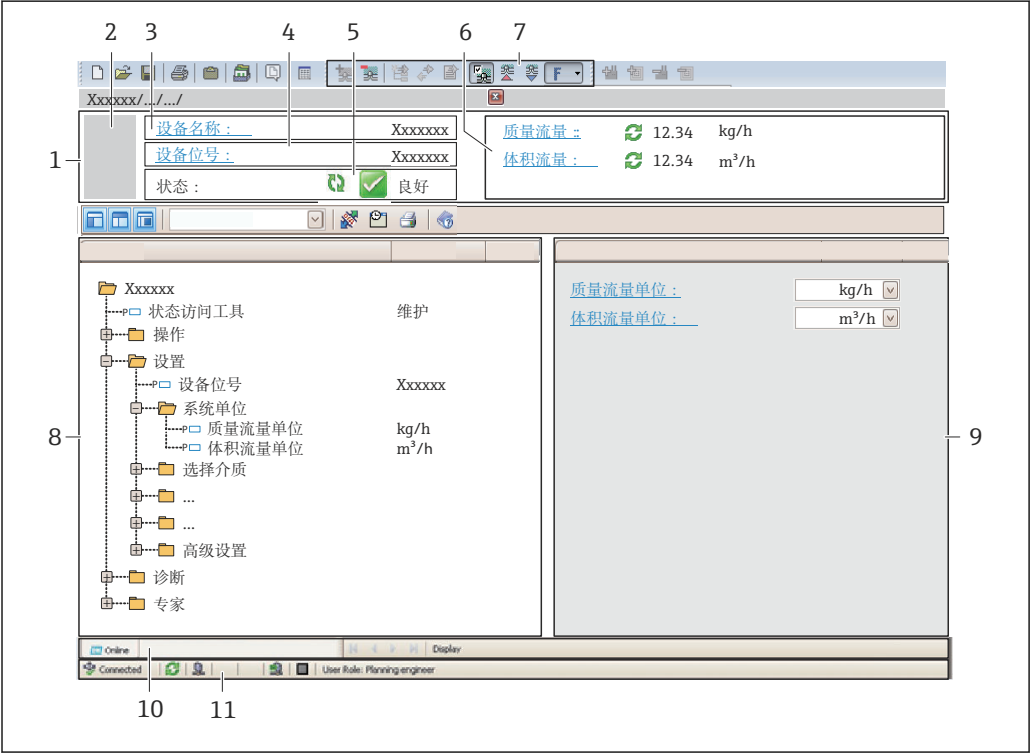 2 3 4 5 6 7
F
Xxxxxx/.../.../
1
设备名称： Xxxxxxx
设备位号： Xxxxxxx
状态： 良好
质量流量：: 12.34 kg/h
体积流量： 12.34 m³/h
Xxxxxx
P 状态访问工具 维护
操作
设置
P 设备位号 Xxxxxx
系统单位
P 质量流量单位 kg/h
P 体积流量单位 m³/h
选择介质
...
...
高级设置
诊断
专家
质量流量单位： kg/h
体积流量单位： m³/h
8
9
Online Display
Connected User Role: Planning engineer
10 11